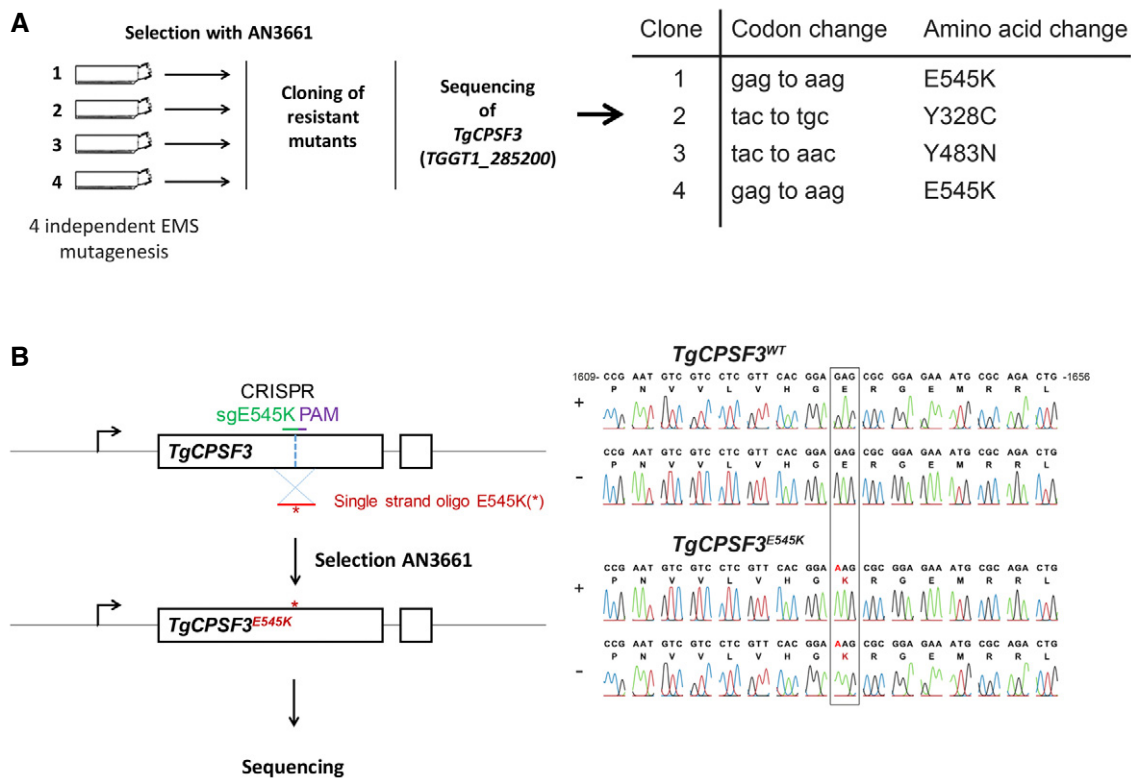 A
Selection with AN3661
1
2
3
4
4 independent EMS
mutagenesis
Cloning of
resistant
mutants
Sequencing
of
TgCPSF3
(TGGT1_285200)
Clone Codon change Amino acid change
1 gag to aag E545K
2 tac to tgc Y328C
3 tac to aac Y483N
4 gag to aag E545K
B
CRISPR
sgE545K PAM
TgCPSF3
Single strand oligo E545K(*)
*
Selection AN3661
*
TgCPSF3E545K
Sequencing
TgCPSF3WT
1609- CCG AAT GTC GTC CTC GTT CAC GGA GAG CGC GGA GAA ATG CGC AGA CTG -1656
P N V V L V H G E R G E M R R L
+
CCG AAT GTC GTC CTC GTT CAC GGA GAG CGC GGA GAA ATG CGC AGA CTG
P N V V L V H G E R G E M R R L
-
TgCPSF3E545K
CCG AAT GTC GTC CTC GTT CAC GGA AAG CGC GGA GAA ATG CGC AGA CTG
P N V V L V H G K R G E M R R L
+
CCG AAT GTC GTC CTC GTT CAC GGA AAG CGC GGA GAA ATG CGC AGA CTG
P N V V L V H G K R G E M R R L
-